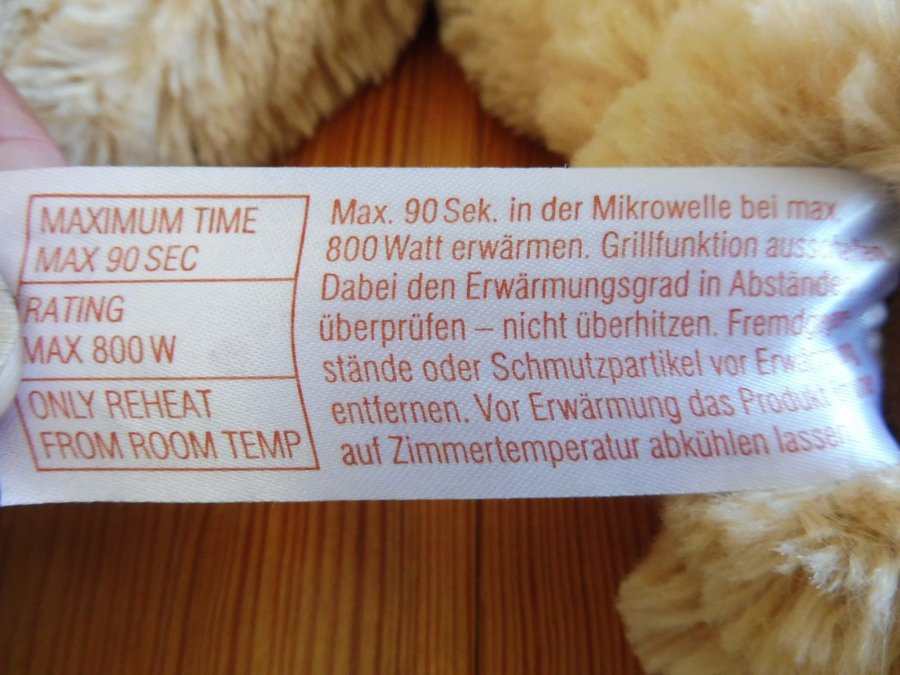 MAXIMUM TIME
MAX 90 SEC
RATING
MAX 800 W
ONLY REHEAT
FROM ROOM TEMP
Max. 90 Sek. in der Mikrowelle bei max.
800 Watt erwärmen. Grillfunktion
Dabei den Erwärmungsgrad in Abstände
überprüfen – nicht überhitzen.
stände oder Schmutzpartikel vor
entfernen. Vor Erwärmung das Produkt
auf Zimmertemperatur abkühlen lassen